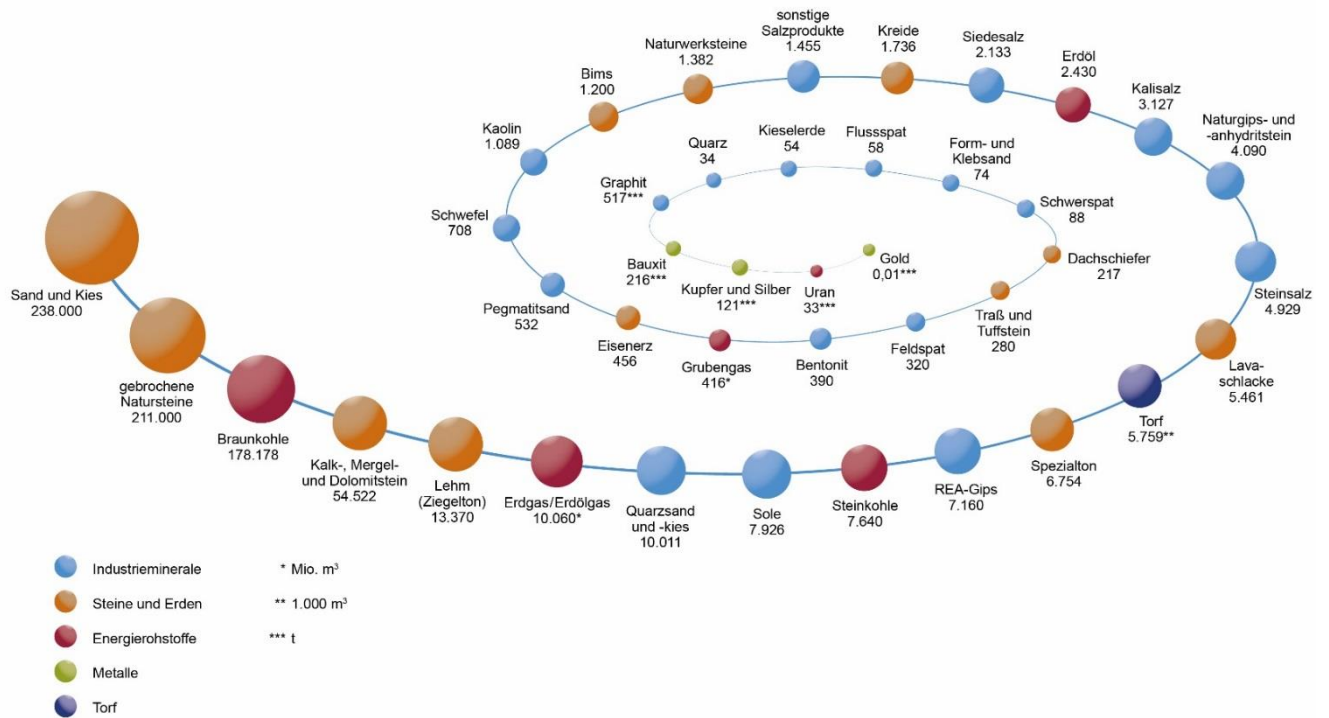 Sand und Kies
238.000
gebrochene
Natursteine
211.000
Braunkohle
178.178
Kalk-, Mergel-
und Dolomitstein
54.522
Lehm
(Ziegelton)
13.370
Erdgas/Erdölgas
10.060*
Quarzsand
und -kies
10.011
Sole
7.926
Steinkohle
7.640
REA-Gips
7.160
Spezialton
6.754
Torf
5.759**
Lava-
schlacke
5.461
Steinsalz
4.929
Naturgips- und
-anhydritstein
4.090
Kalisalz
3.127
Erdöl
2.430
Siedesalz
2.133
Kreide
1.736
sonstige
Salzprodukte
1.455
Naturwerksteine
1.382
Bims
1.200
Kaolin
1.089
Schwefel
708
Pegmatitsand
532
Eisenerz
456
Grubengas
416*
Bentonit
390
Feldspat
320
Traß und
Tuffstein
280
Dachschiefer
217
Schwerspat
88
Form- und
Klebsand
74
Flussspat
58
Kieselerde
54
Quarz
34
Graphit
517***
Bauxit
216***
Kupfer und Silber
121***
Uran
33***
Gold
0,01***
Industrieminerale
* Mio. m³
Steine und Erden
** 1.000 m³
Energierohstoffe
*** t
Metalle
Torf